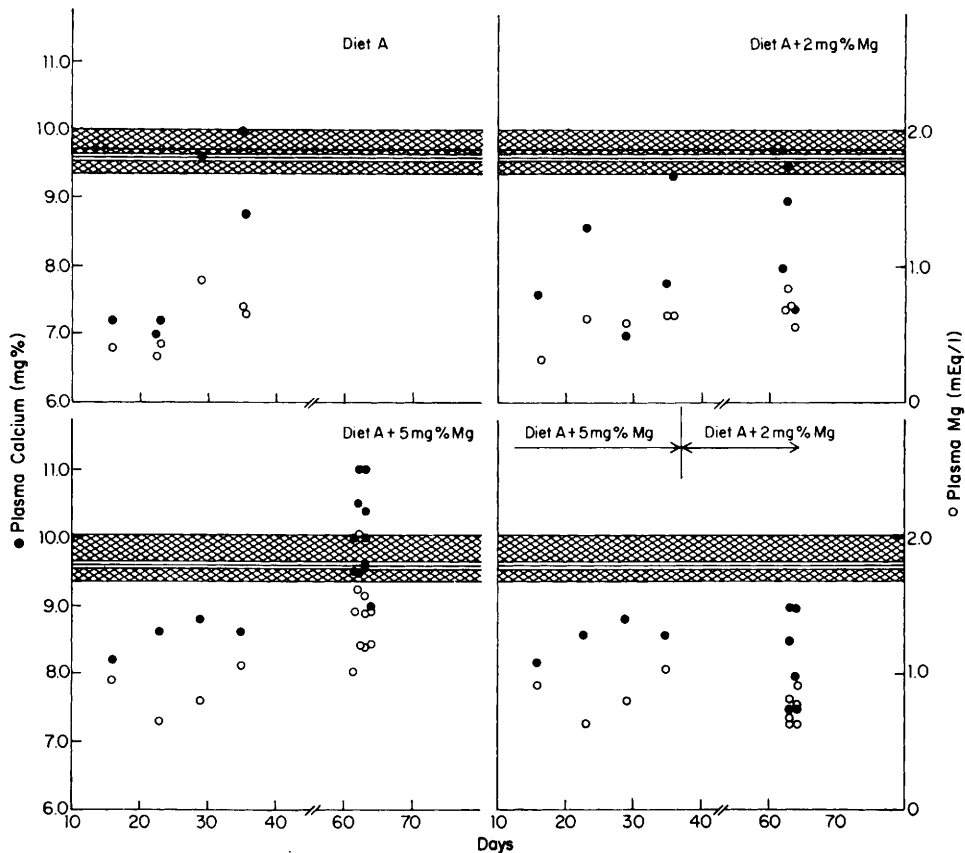 Diet A
Diet A + 2 mg % Mg
11.0
10.0
9.0
8.0
7.0
6.0
2.0
1.0
0
Diet A + 5 mg % Mg
Diet A + 5 mg % Mg
Diet A + 2 mg % Mg
11.0
10.0
9.0
8.0
7.0
6.0
2.0
1.0
0
10 20 30 40 60 70
10 20 30 40 60 70
Days
● Plasma Calcium (mg %)
○ Plasma Mg (mEq/l)